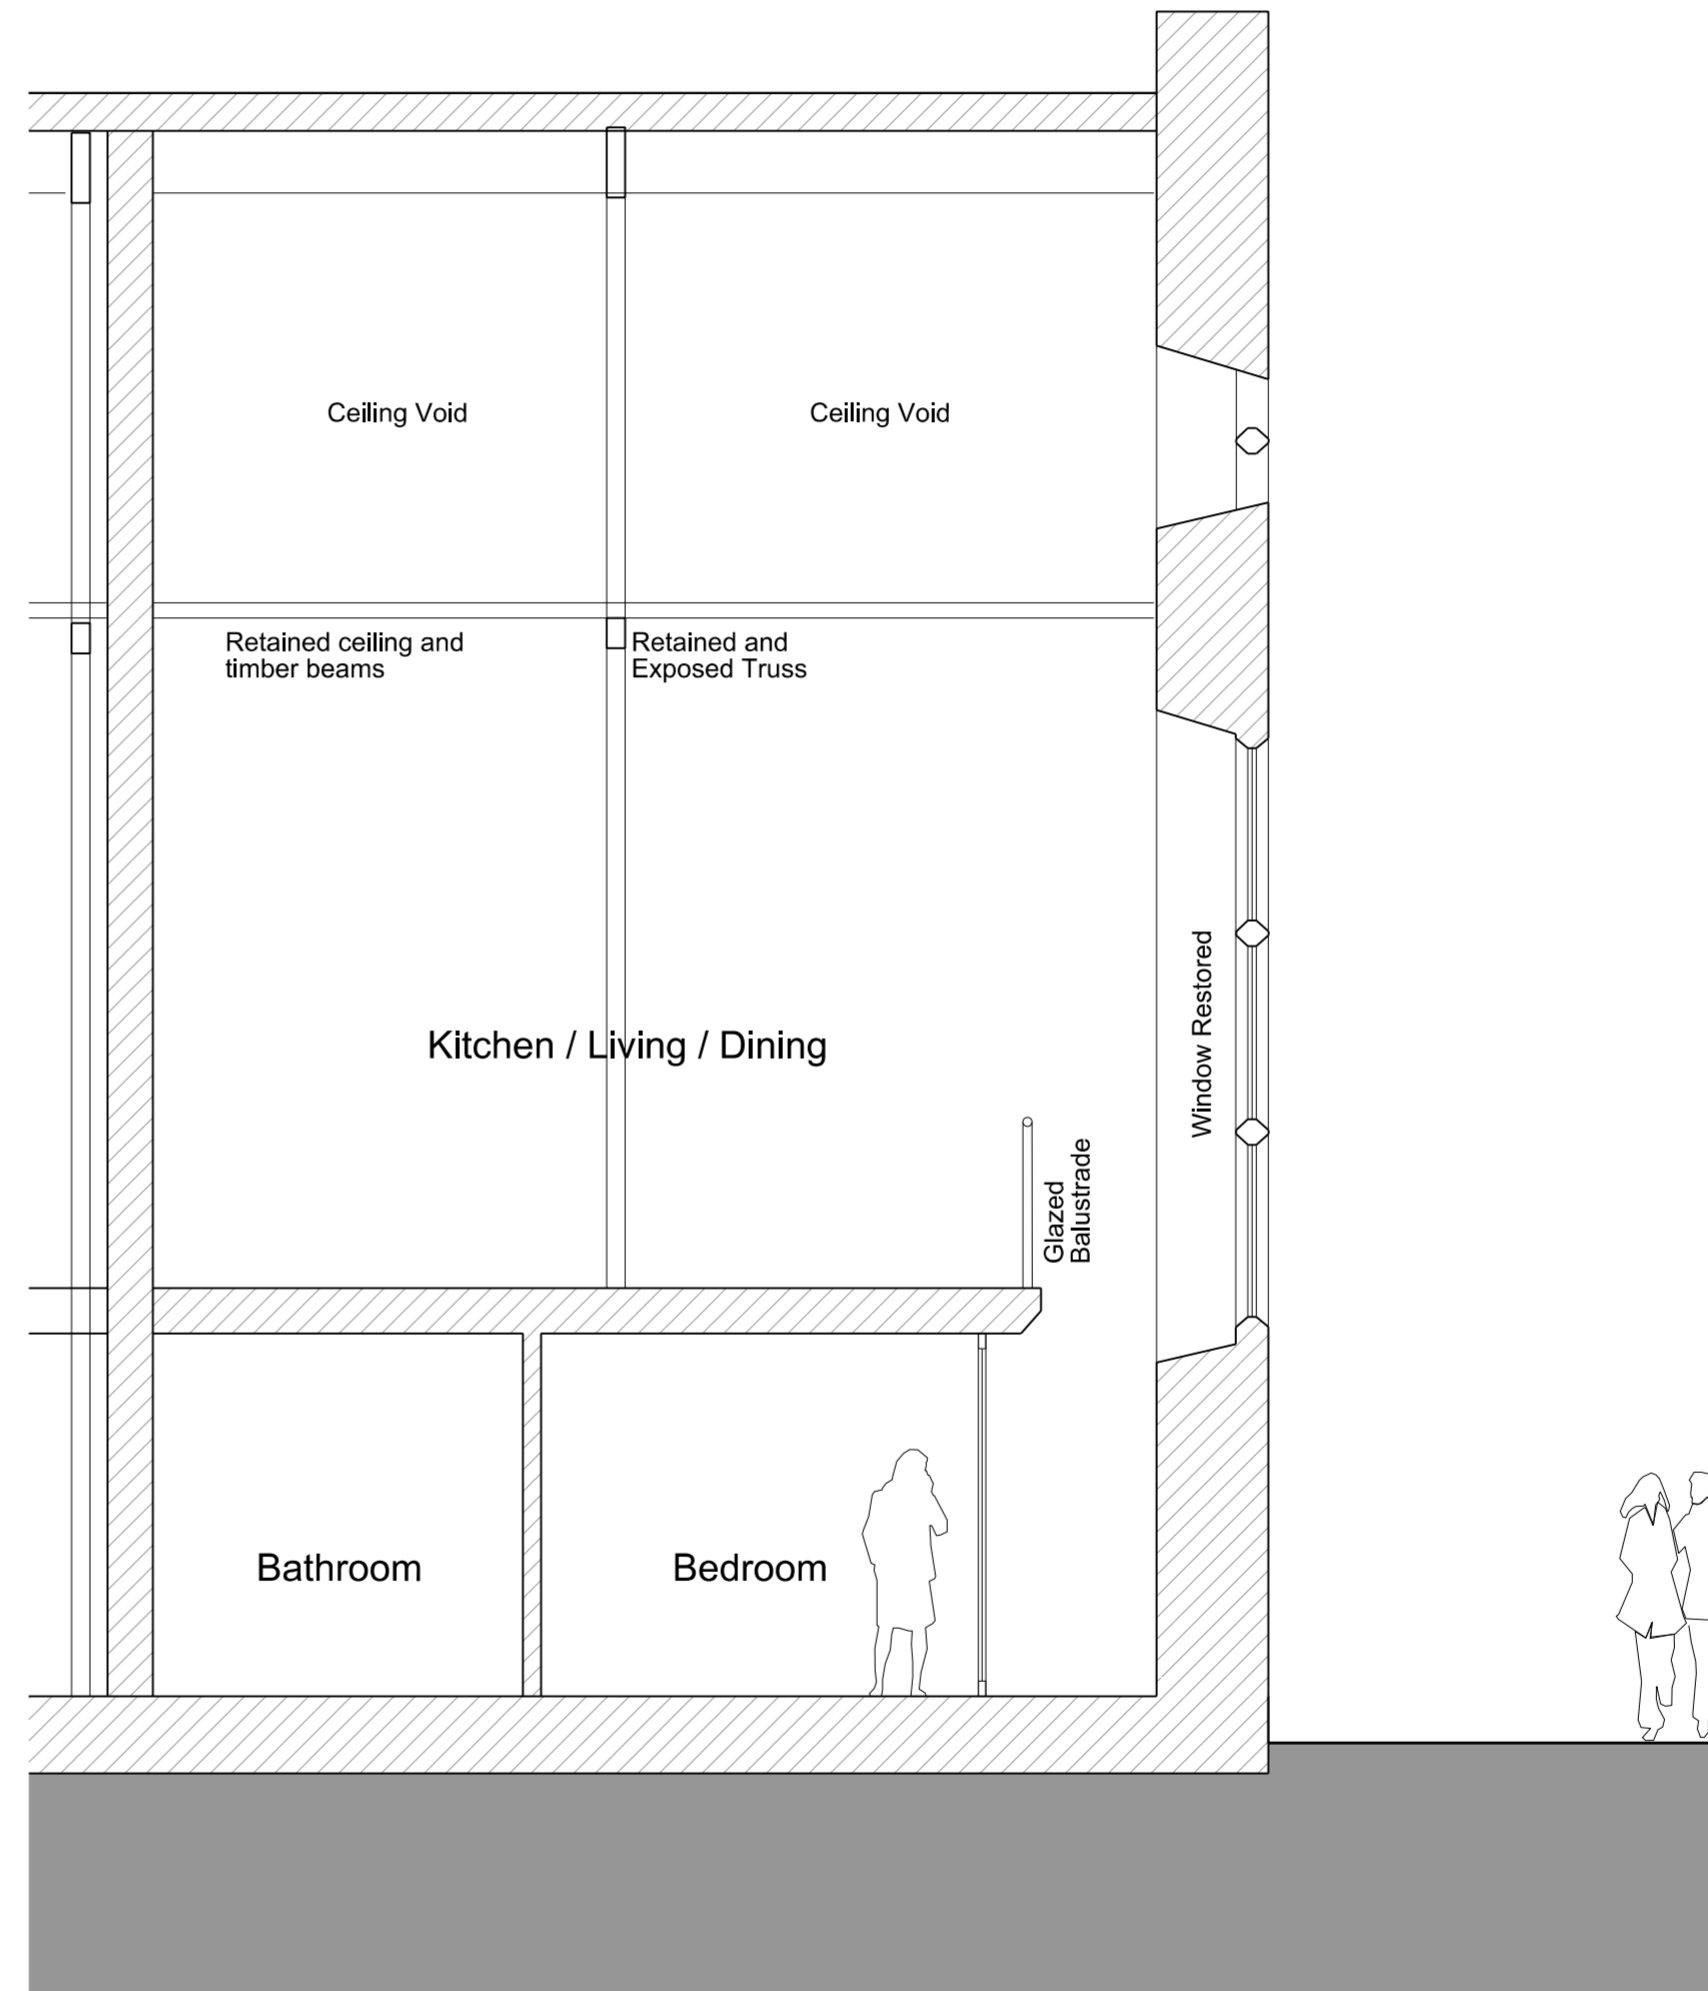 Ceiling Void
Ceiling Void
Retained ceiling and
timber beams
Retained and
Exposed Truss
Window Restored
Kitchen / Living / Dining
Glazed
Balustrade
Bathroom
Bedroom